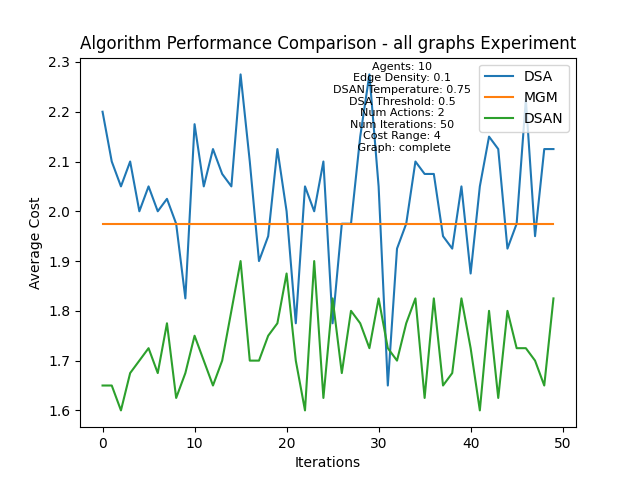 Algorithm Performance Comparison - all graphs Experiment
Agents: 10
Edge Density: 0.1
DSAN Temperature: 0.75
DSA Threshold: 0.5
Num Actions: 2
Num Iterations: 50
Cost Range: 4
Graph: complete
DSA
MGM
DSAN
Average Cost
2.3
2.2
2.1
2.0
1.9
1.8
1.7
1.6
0
10
20
30
40
50
Iterations